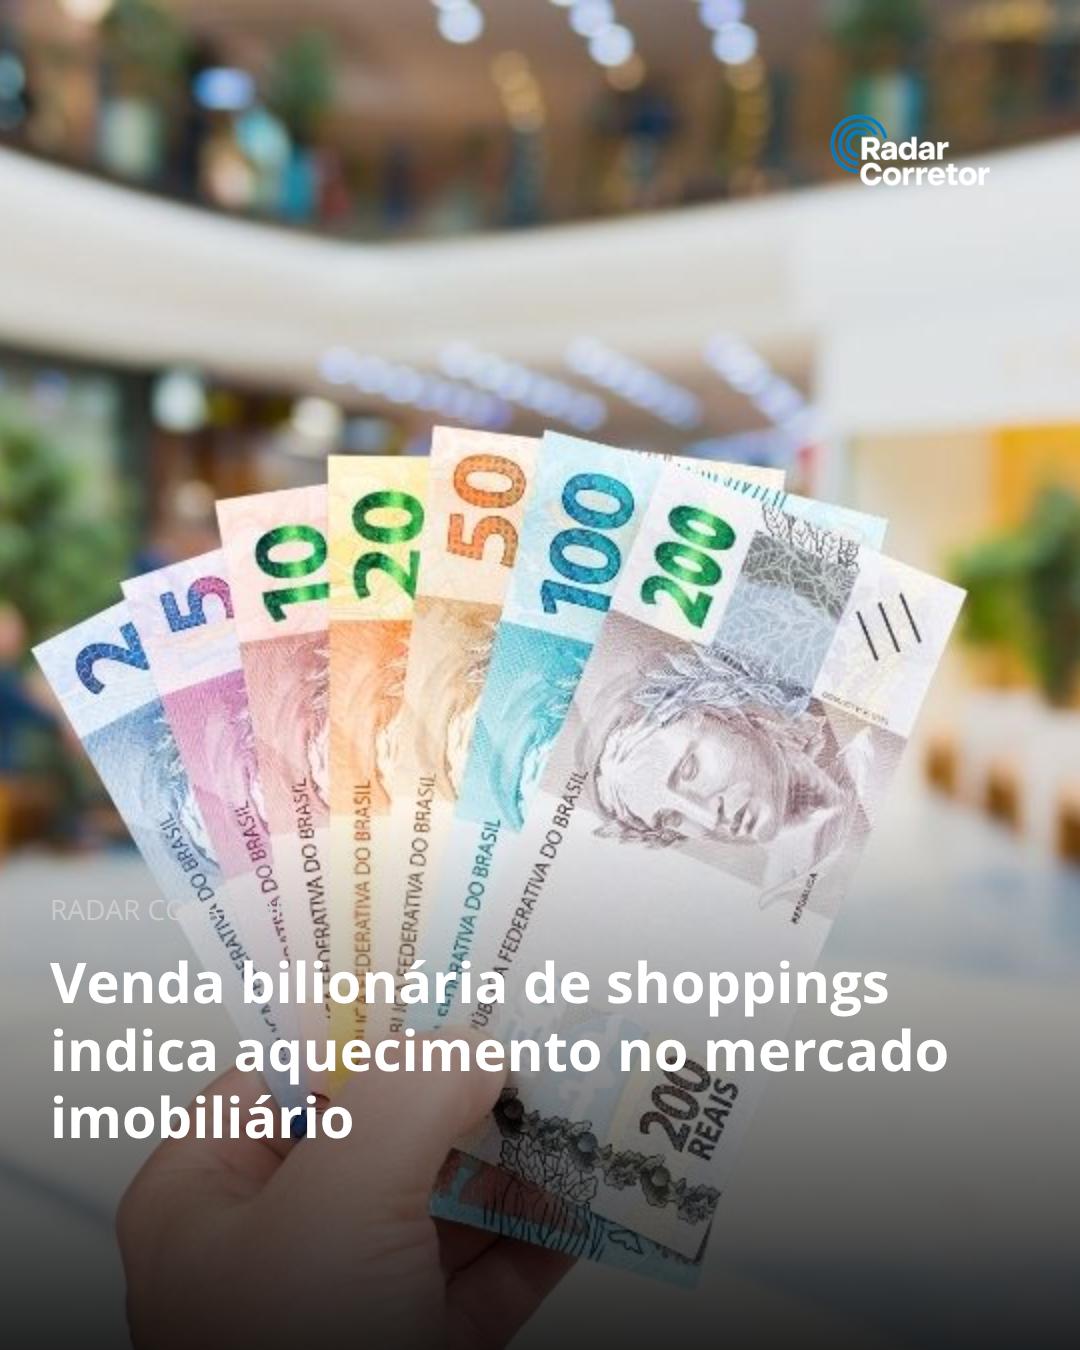 Radar
Corretor
2
5
10
20
50
100
200
DO BRASIL
DO BRASIL
FEDERATIVA DO BRASIL
FEDERATIVA DO BRASIL
FEDERATIVA DO BRASIL
FEDERATIVA DO BRASIL
FEDERATIVA DO BRASIL
REPÚBLICA
RADAR
Venda bilionária de shoppings
indica aquecimento no mercado
imobiliário
200
REAIS